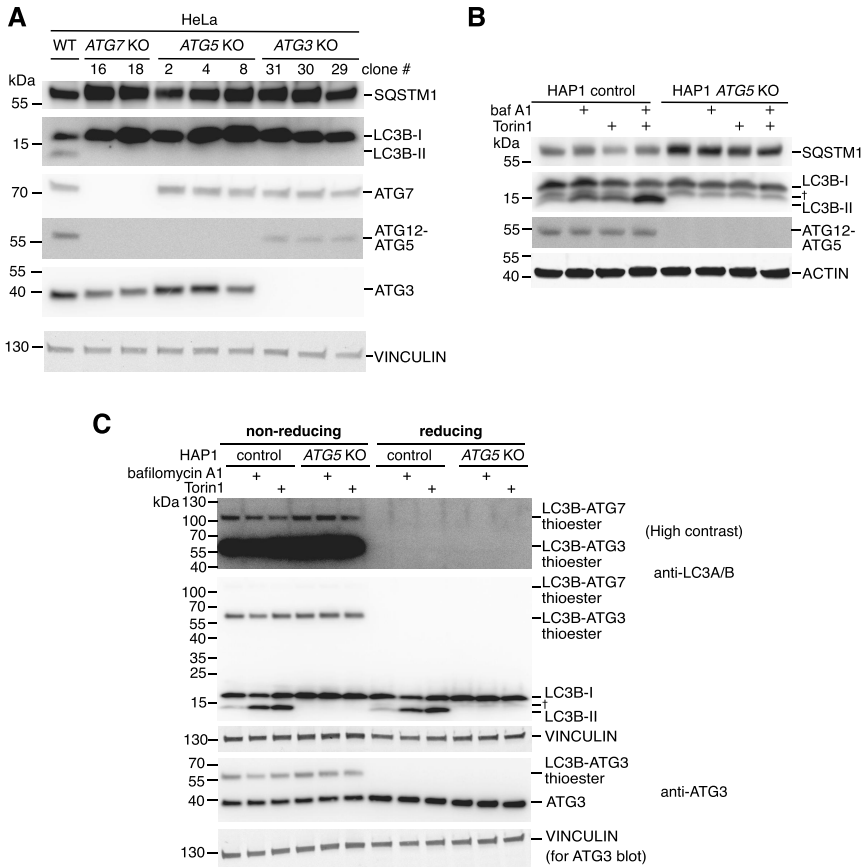 A
HeLa
WT ATG7 KO ATG5 KO ATG3 KO
16 18 2 4 8 31 30 29 clone #
kDa
55 SQSTM1
LC3B-I
15
LC3B-II
70 ATG7
55 ATG12-
ATG5
55
40 ATG3
130
VINCULIN
B
HAP1 control HAP1 ATG5 KO
baf A1 + + + +
Torin1 + + + +
kDa
55 SQSTM1
LC3B-I
15 †
LC3B-II
55 ATG12-
ATG5
55
40 ACTIN
C
non-reducing reducing
HAP1 control ATG5 KO control ATG5 KO
bafilomycin A1 + + + +
Torin1 + + + +
kDa 130
100 LC3B-ATG7
thioester
70
55 LC3B-ATG3
thioester
40
(High contrast)
anti-LC3A/B
100 LC3B-ATG7
thioester
70
55 LC3B-ATG3
thioester
40
35
25
LC3B-I
15 †
LC3B-II
130 VINCULIN
70 LC3B-ATG3
55 thioester
40 ATG3
anti-ATG3
130 VINCULIN
(for ATG3 blot)